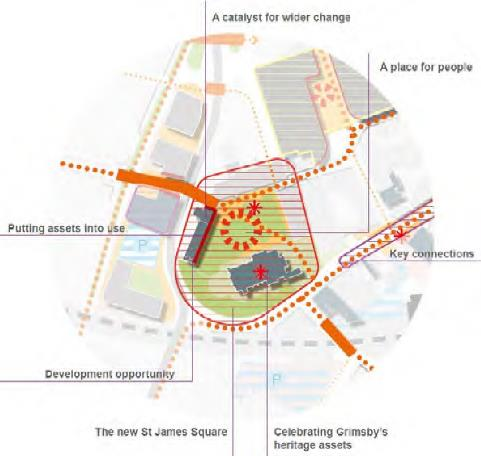 A catalyst for wider change
A place for people
Putting assets into use
Key connections
P
Development opportunity
P
The new St James Square
Celebrating Grimsby's
heritage assets